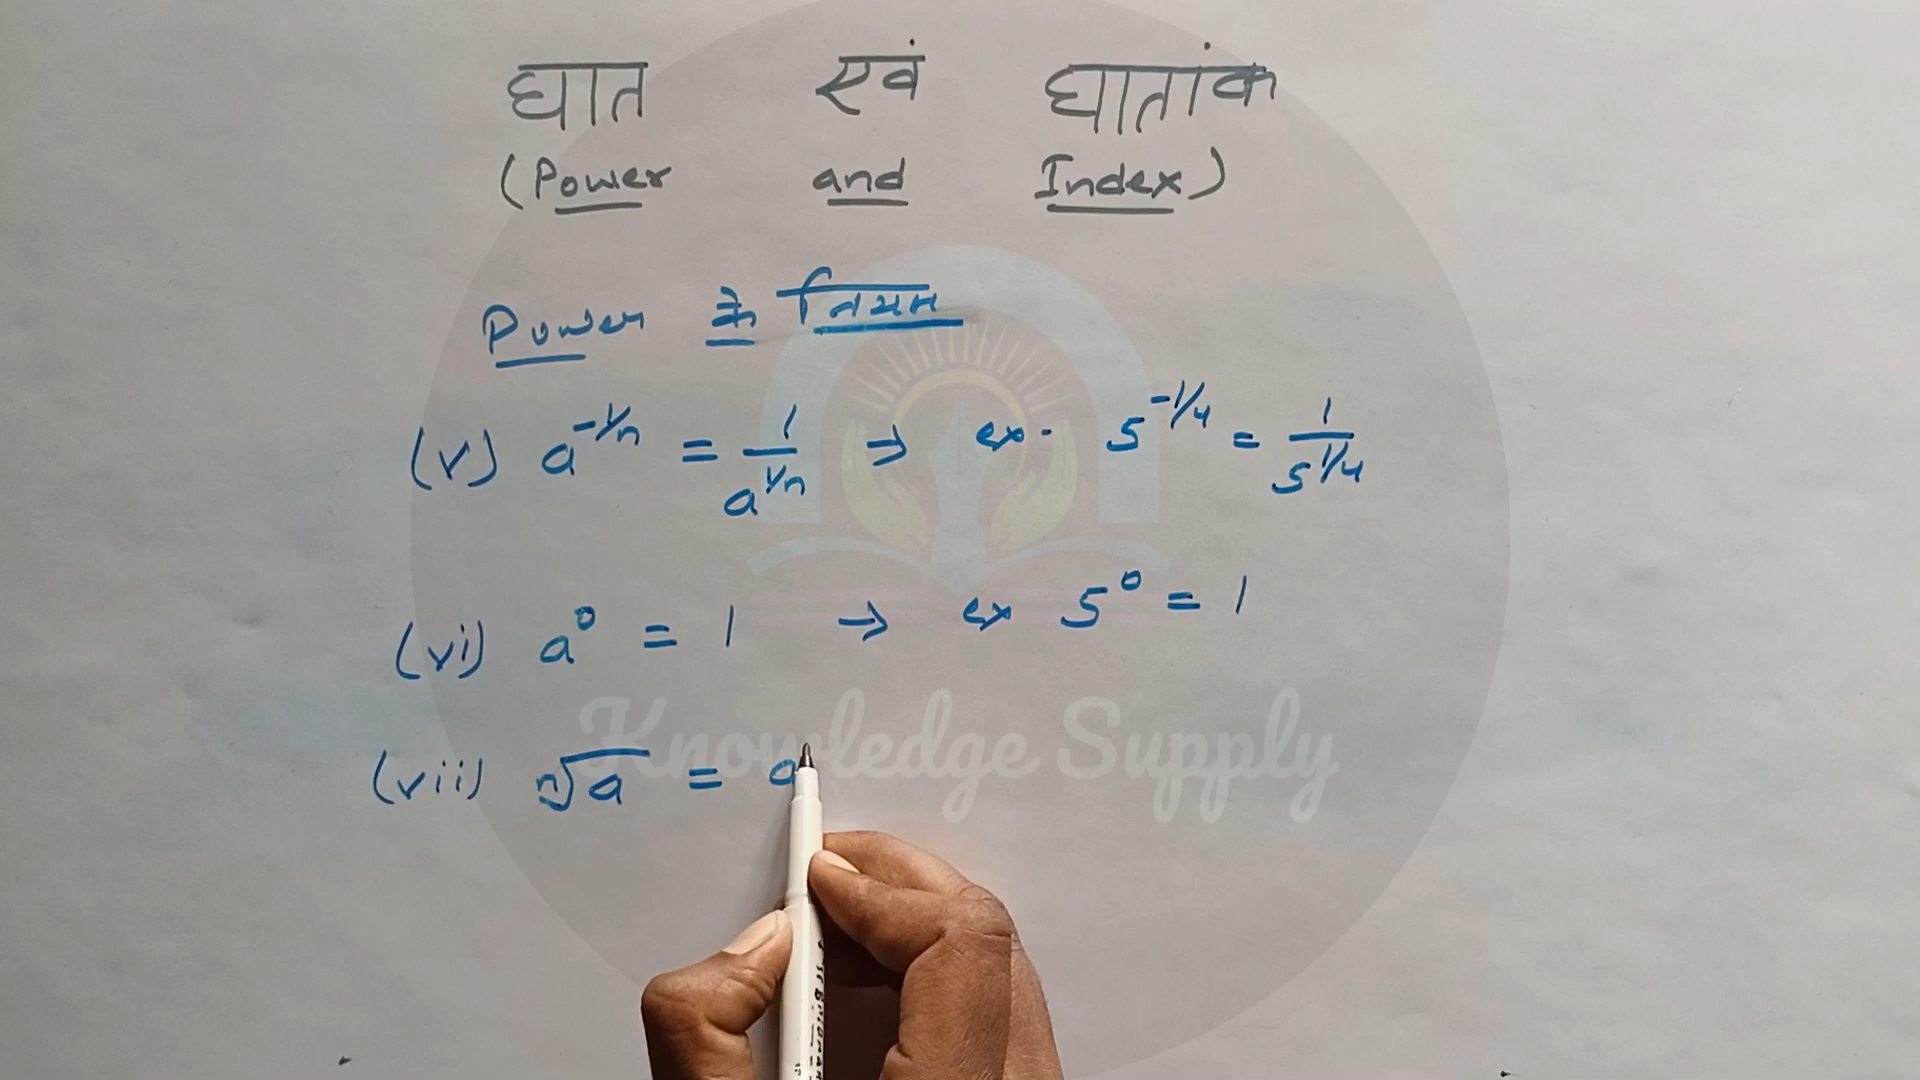 घात एवं घातांक
(Power and Index)
Power के नियम
(v) a^-1/n = 1/a^1/n ⇒ ex. 5^-1/4 = 1/5^1/4
(vi) a^0 = 1 → ex 5^0 = 1
(vii) ⁿ√a = a
Knowledge Supply